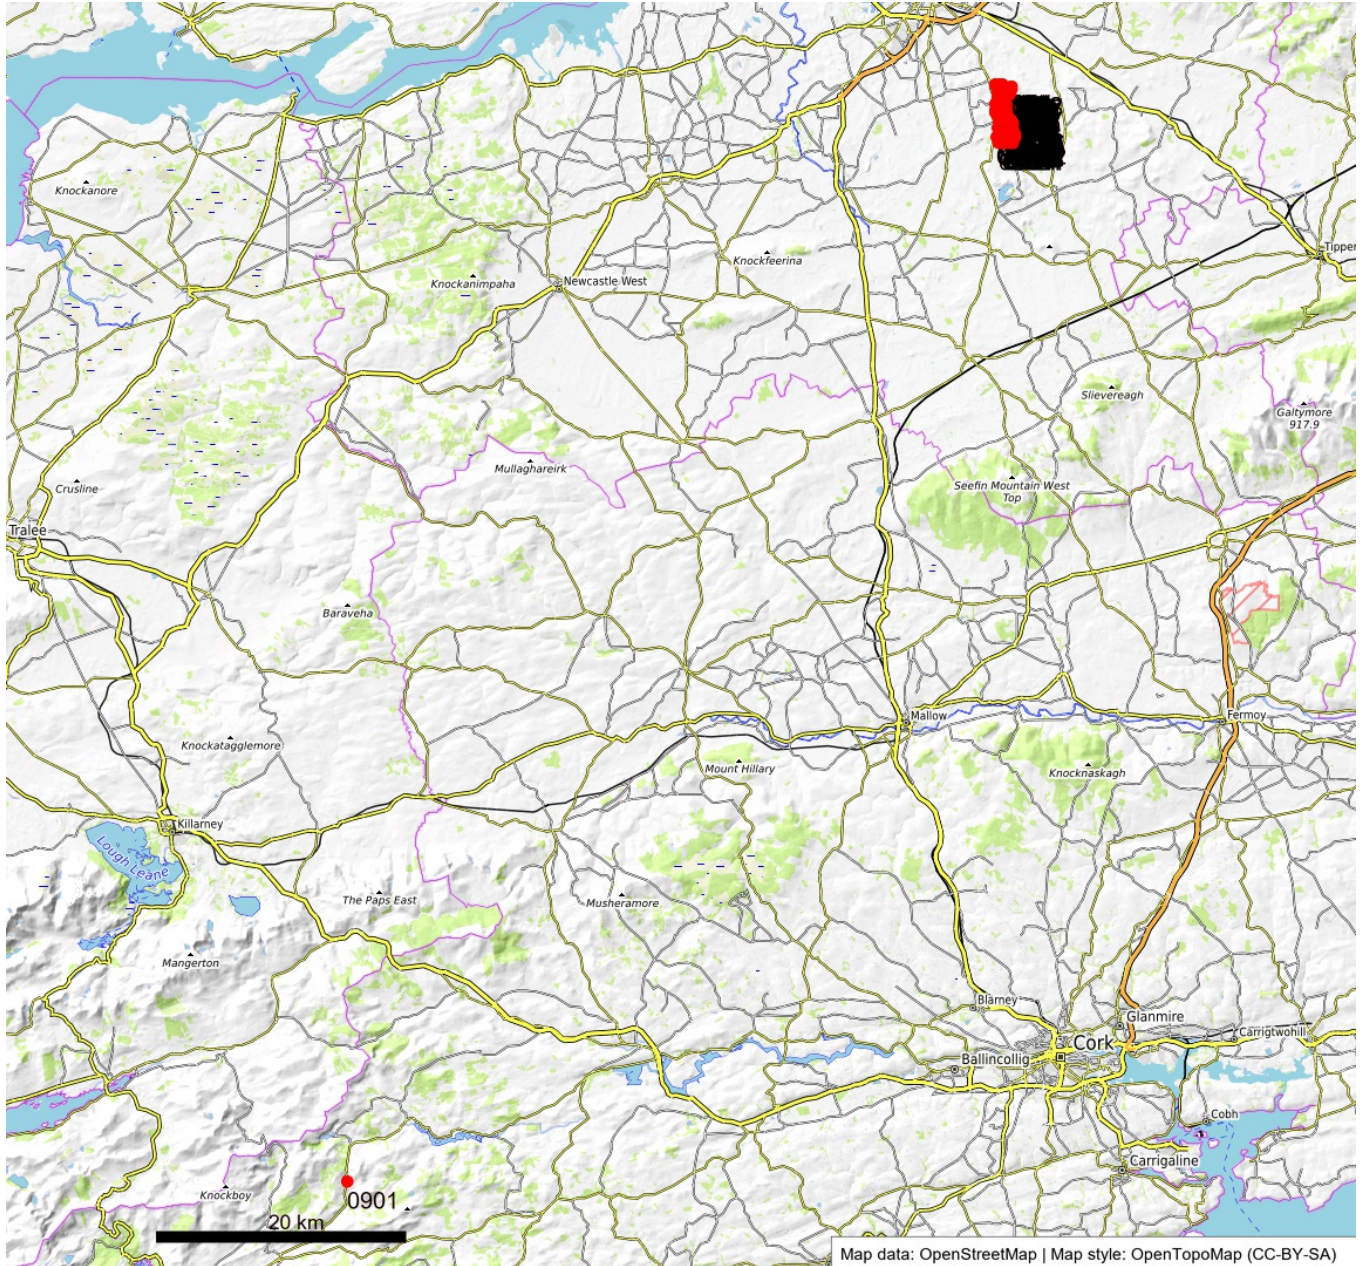 Knockanore
Knockfeerina
Tipper
Knockanimpaha
Newcastle West
Slievereagh
Galtymore
917.9
Mullaghareirk
Crusline
Seefin Mountain West
Top
Tralee
Baraveha
Mallow
Fermoy
Knockatagglemore
Mount Hillary
Knocknaskagh
Killarney
Lough Leane
The Paps East
Musheramore
Mangerton
Blarney
Glanmire
Carrigtwohill
Cork
Ballincollig
Cobh
Carrigaline
Knockboy
0901
20 km
Map data: OpenStreetMap | Map style: OpenTopoMap (CC-BY-SA)